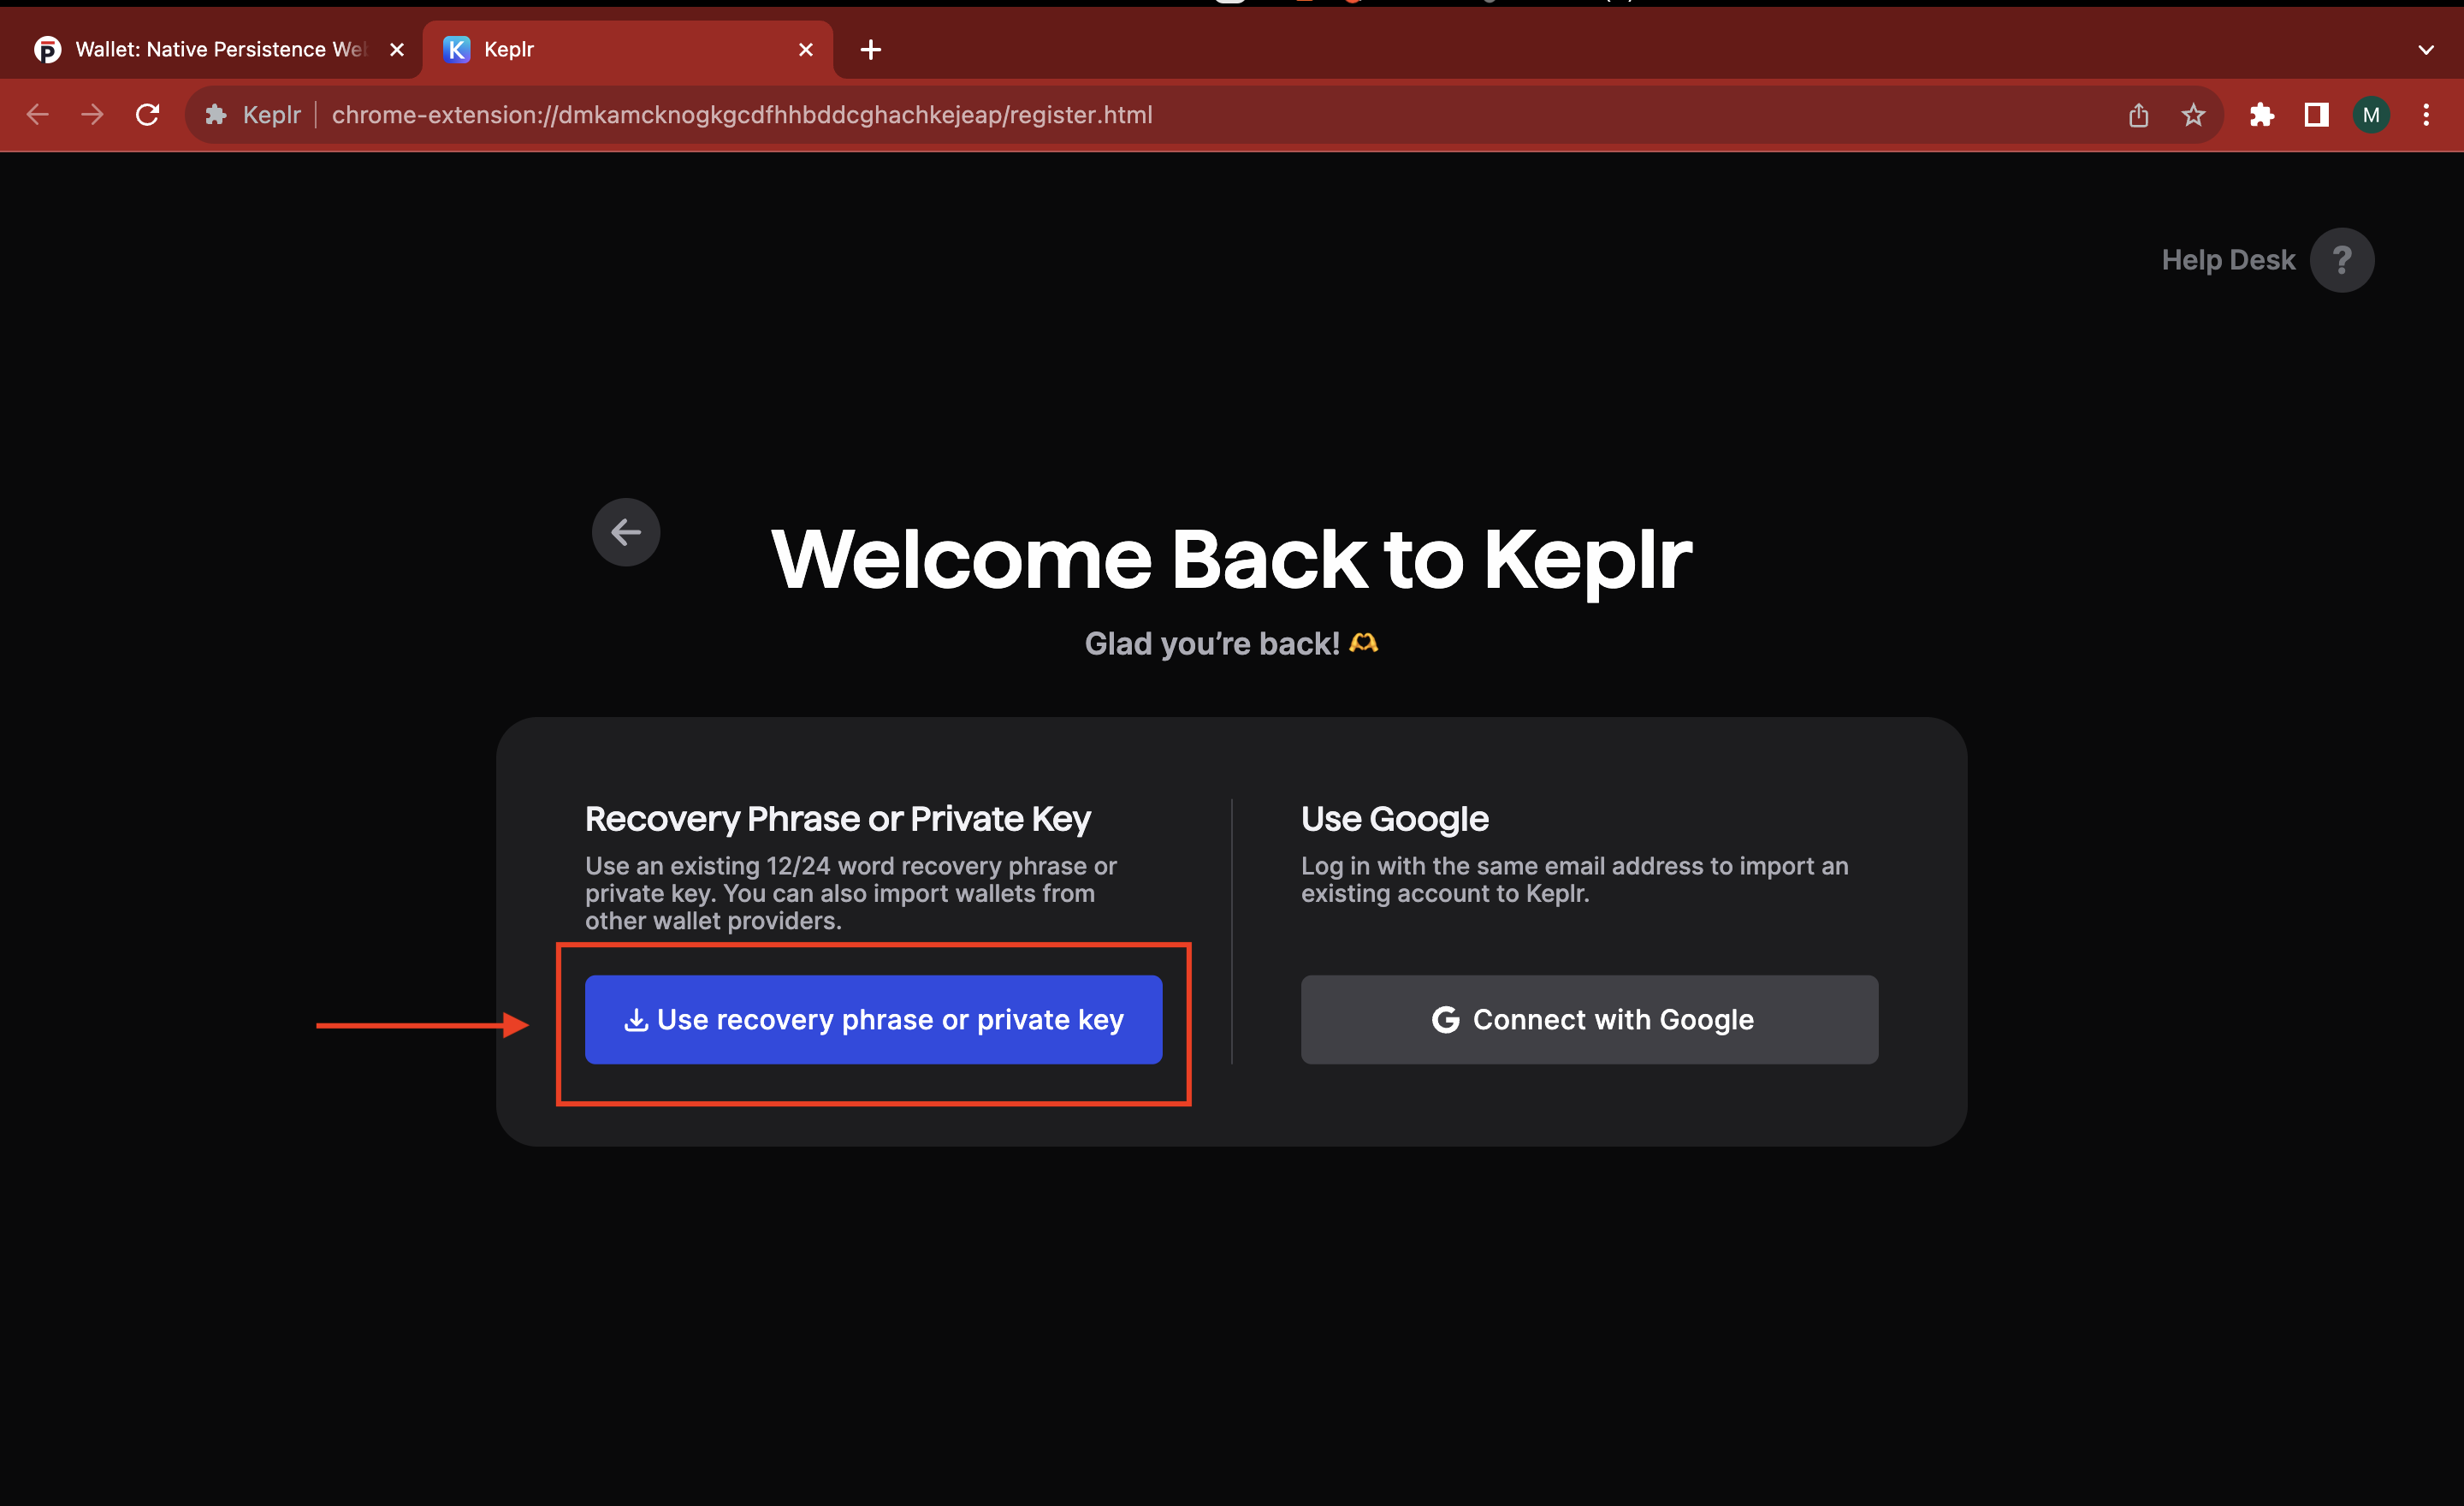 Wallet: Native Persistence We
Keplr
Keplr chrome-extension://dmkamcknogkgcdfhhbddcghachkejeap/register.html
M
Help Desk ?
Welcome Back to Keplr
Glad you're back! 🫶
Recovery Phrase or Private Key
Use an existing 12/24 word recovery phrase or
private key. You can also import wallets from
other wallet providers.
Use recovery phrase or private key
Use Google
Log in with the same email address to import an
existing account to Keplr.
Connect with Google